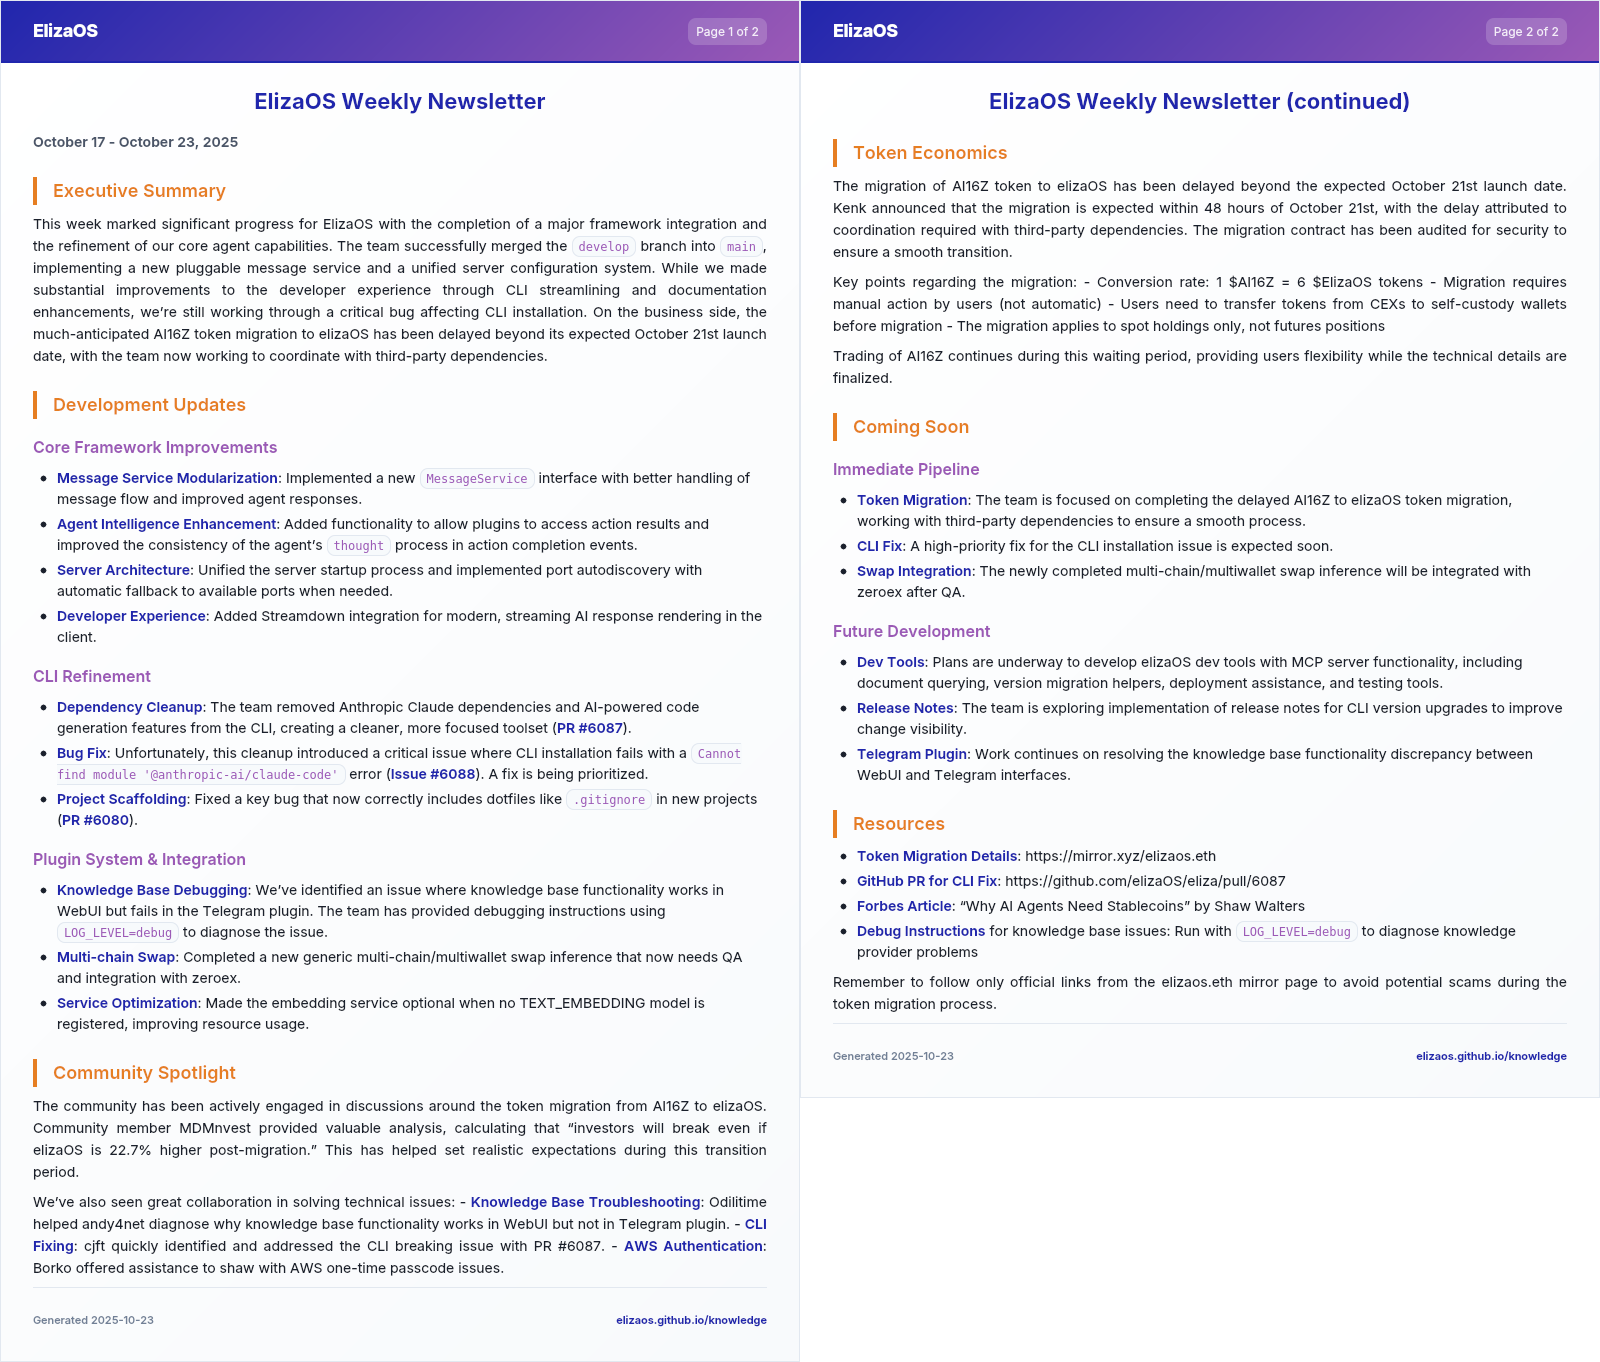 ElizaOS
Page 1 of 2
ElizaOS Weekly Newsletter
October 17 - October 23, 2025
Executive Summary
This week marked significant progress for ElizaOS with the completion of a major framework integration and
the refinement of our core agent capabilities. The team successfully merged the develop branch into main,
implementing a new pluggable message service and a unified server configuration system. While we made
substantial improvements to the developer experience through CLI streamlining and documentation
enhancements, we’re still working through a critical bug affecting CLI installation. On the business side, the
much-anticipated AI16Z token migration to elizaOS has been delayed beyond its expected October 21st launch
date, with the team now working to coordinate with third-party dependencies.
Development Updates
Core Framework Improvements
• Message Service Modularization: Implemented a new MessageService interface with better handling of
message flow and improved agent responses.
• Agent Intelligence Enhancement: Added functionality to allow plugins to access action results and
improved the consistency of the agent’s thought process in action completion events.
• Server Architecture: Unified the server startup process and implemented port autodiscovery with
automatic fallback to available ports when needed.
• Developer Experience: Added Streamdown integration for modern, streaming AI response rendering in the
client.
CLI Refinement
• Dependency Cleanup: The team removed Anthropic Claude dependencies and AI-powered code
generation features from the CLI, creating a cleaner, more focused toolset (PR #6087).
• Bug Fix: Unfortunately, this cleanup introduced a critical issue where CLI installation fails with a Cannot
find module '@anthropic-ai/claude-code' error (Issue #6088). A fix is being prioritized.
• Project Scaffolding: Fixed a key bug that now correctly includes dotfiles like .gitignore in new projects
(PR #6080).
Plugin System & Integration
• Knowledge Base Debugging: We’ve identified an issue where knowledge base functionality works in
WebUI but fails in the Telegram plugin. The team has provided debugging instructions using
LOG_LEVEL=debug to diagnose the issue.
• Multi-chain Swap: Completed a new generic multi-chain/multiwallet swap inference that now needs QA
and integration with zeroex.
• Service Optimization: Made the embedding service optional when no TEXT_EMBEDDING model is
registered, improving resource usage.
Community Spotlight
The community has been actively engaged in discussions around the token migration from AI16Z to elizaOS.
Community member MDMnvest provided valuable analysis, calculating that “investors will break even if
elizaOS is 22.7% higher post-migration.” This has helped set realistic expectations during this transition
period.
We’ve also seen great collaboration in solving technical issues: - Knowledge Base Troubleshooting: Odilitime
helped andy4net diagnose why knowledge base functionality works in WebUI but not in Telegram plugin. - CLI
Fixing: cjft quickly identified and addressed the CLI breaking issue with PR #6087. - AWS Authentication:
Borko offered assistance to shaw with AWS one-time passcode issues.
Generated 2025-10-23
elizaos.github.io/knowledge
ElizaOS
Page 2 of 2
ElizaOS Weekly Newsletter (continued)
Token Economics
The migration of AI16Z token to elizaOS has been delayed beyond the expected October 21st launch date.
Kenk announced that the migration is expected within 48 hours of October 21st, with the delay attributed to
coordination required with third-party dependencies. The migration contract has been audited for security to
ensure a smooth transition.
Key points regarding the migration: - Conversion rate: 1 $AI16Z = 6 $ElizaOS tokens - Migration requires
manual action by users (not automatic) - Users need to transfer tokens from CEXs to self-custody wallets
before migration - The migration applies to spot holdings only, not futures positions
Trading of AI16Z continues during this waiting period, providing users flexibility while the technical details are
finalized.
Coming Soon
Immediate Pipeline
• Token Migration: The team is focused on completing the delayed AI16Z to elizaOS token migration,
working with third-party dependencies to ensure a smooth process.
• CLI Fix: A high-priority fix for the CLI installation issue is expected soon.
• Swap Integration: The newly completed multi-chain/multiwallet swap inference will be integrated with
zeroex after QA.
Future Development
• Dev Tools: Plans are underway to develop elizaOS dev tools with MCP server functionality, including
document querying, version migration helpers, deployment assistance, and testing tools.
• Release Notes: The team is exploring implementation of release notes for CLI version upgrades to improve
change visibility.
• Telegram Plugin: Work continues on resolving the knowledge base functionality discrepancy between
WebUI and Telegram interfaces.
Resources
• Token Migration Details: https://mirror.xyz/elizaos.eth
• GitHub PR for CLI Fix: https://github.com/elizaOS/eliza/pull/6087
• Forbes Article: “Why AI Agents Need Stablecoins” by Shaw Walters
• Debug Instructions for knowledge base issues: Run with LOG_LEVEL=debug to diagnose knowledge
provider problems
Remember to follow only official links from the elizaos.eth mirror page to avoid potential scams during the
token migration process.
Generated 2025-10-23
elizaos.github.io/knowledge